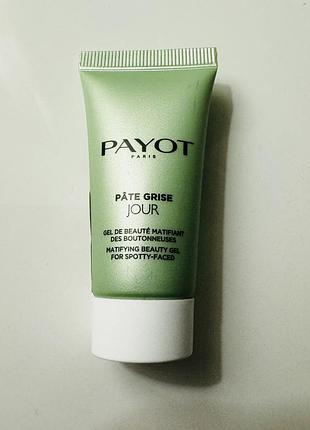 PAYOT
PARIS
PÂTE GRISE
JOUR
GEL DE BEAUTÉ MATIFIANT
DES BOUTONNEUSES
MATIFYING BEAUTY GEL
FOR SPOTTY-FACED